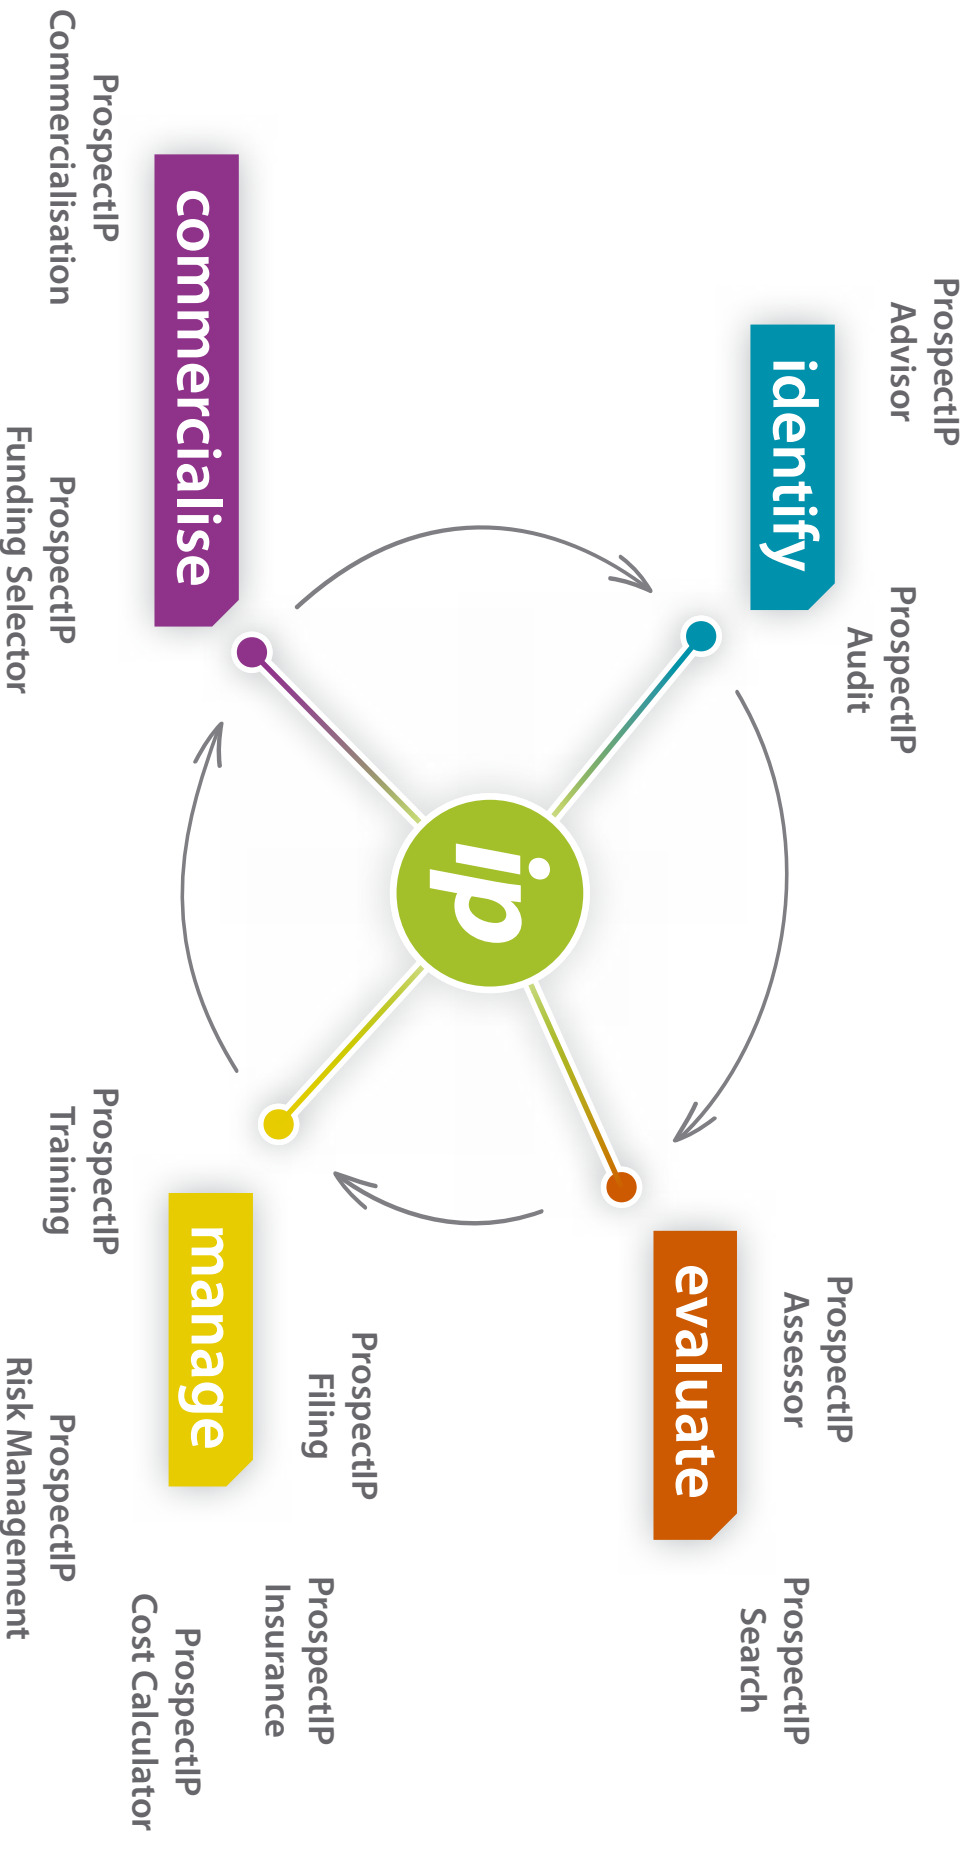 ProspectIP
Advisor
identify
ProspectIP
Audit
ProspectIP
Assessor
evaluate
ProspectIP
Search
ip
ProspectIP
Filing
ProspectIP
Insurance
manage
ProspectIP
Cost Calculator
ProspectIP
Training
ProspectIP
Risk Management
commercialise
ProspectIP
Commercialisation
ProspectIP
Funding Selector